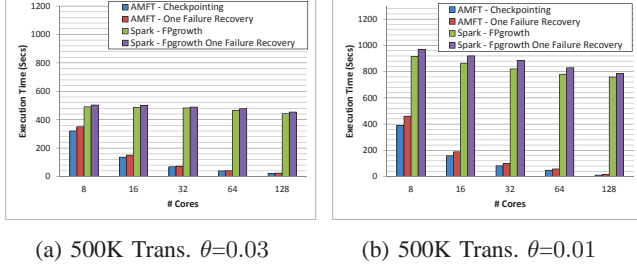 1200
1000
800
600
400
200
0
Execution Time (Secs)
AMFT - Checkpointing
AMFT - One Failure Recovery
Spark - FPgrowth
Spark - FPgrowth One Failure Recovery
8 16 32 64 128
# Cores
(a) 500K Trans. θ=0.03
1200
1000
800
600
400
200
0
Execution Time (Secs)
AMFT - Checkpointing
AMFT - One Failure Recovery
Spark - FPgrowth
Spark - FPgrowth One Failure Recovery
8 16 32 64 128
# Cores
(b) 500K Trans. θ=0.01